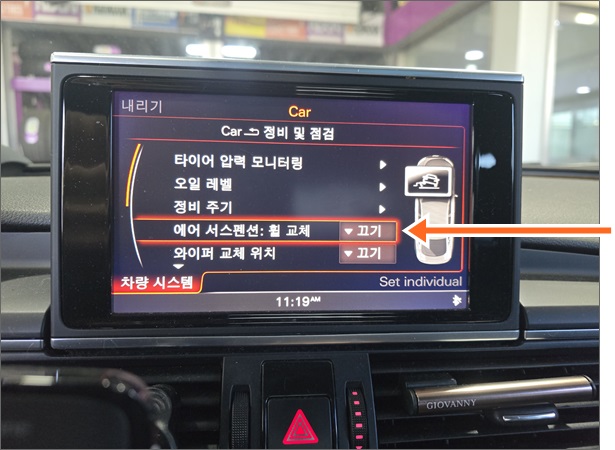 내리기
Car
Car 정비 및 점검
타이어 압력 모니터링
오일 레벨
정비 주기
에어 서스펜션: 휠 교체 끄기
와이퍼 교체 위치 끄기
차량 시스템 Set individual
11:19 AM
GIOVANNY